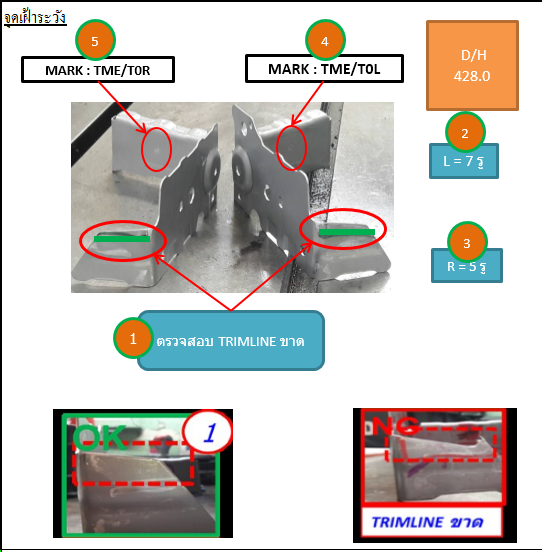 จุดเฝ้าระวัง
5
4
MARK : TME/T0R
MARK : TME/T0L
D/H
428.0
2
L = 7 รู
3
R = 5 รู
1
ตรวจสอบ TRIMLINE ขาด
OK
1
NG
TRIMLINE ขาด